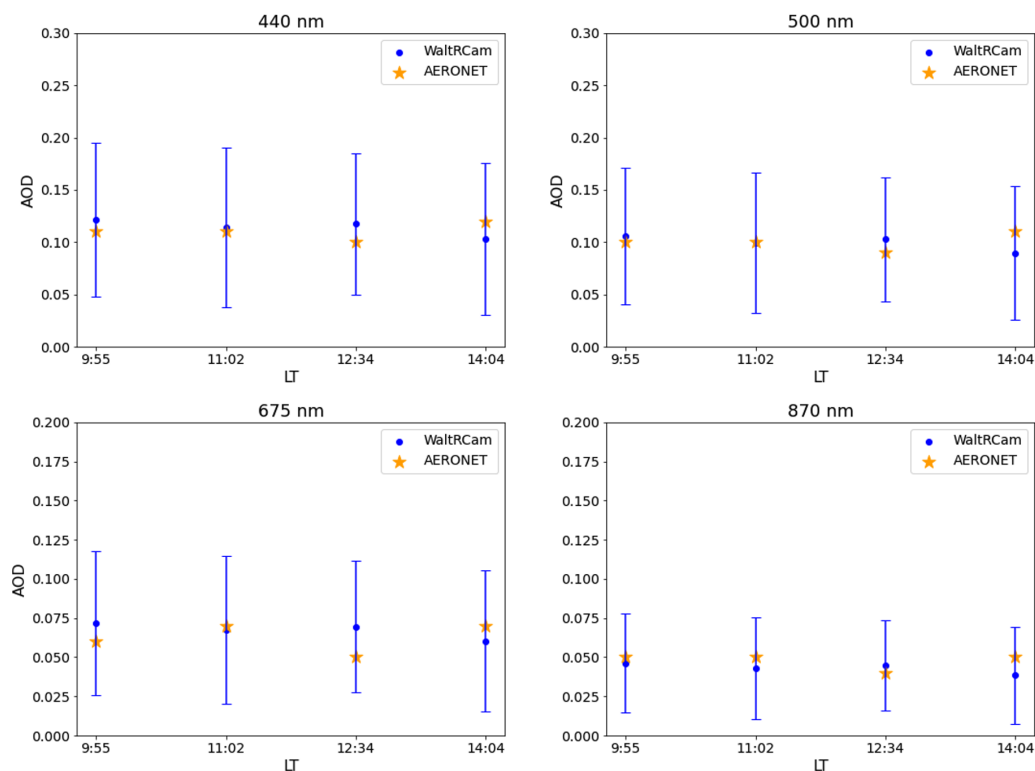 440 nm
0.30
0.25
0.20
0.15
0.10
0.05
0.00
AOD
WaltRCam
AERONET
9:55 11:02 12:34 14:04
LT
500 nm
0.30
0.25
0.20
0.15
0.10
0.05
0.00
AOD
WaltRCam
AERONET
9:55 11:02 12:34 14:04
LT
675 nm
0.200
0.175
0.150
0.125
0.100
0.075
0.050
0.025
0.000
AOD
WaltRCam
AERONET
9:55 11:02 12:34 14:04
LT
870 nm
0.200
0.175
0.150
0.125
0.100
0.075
0.050
0.025
0.000
WaltRCam
AERONET
9:55 11:02 12:34 14:04
LT